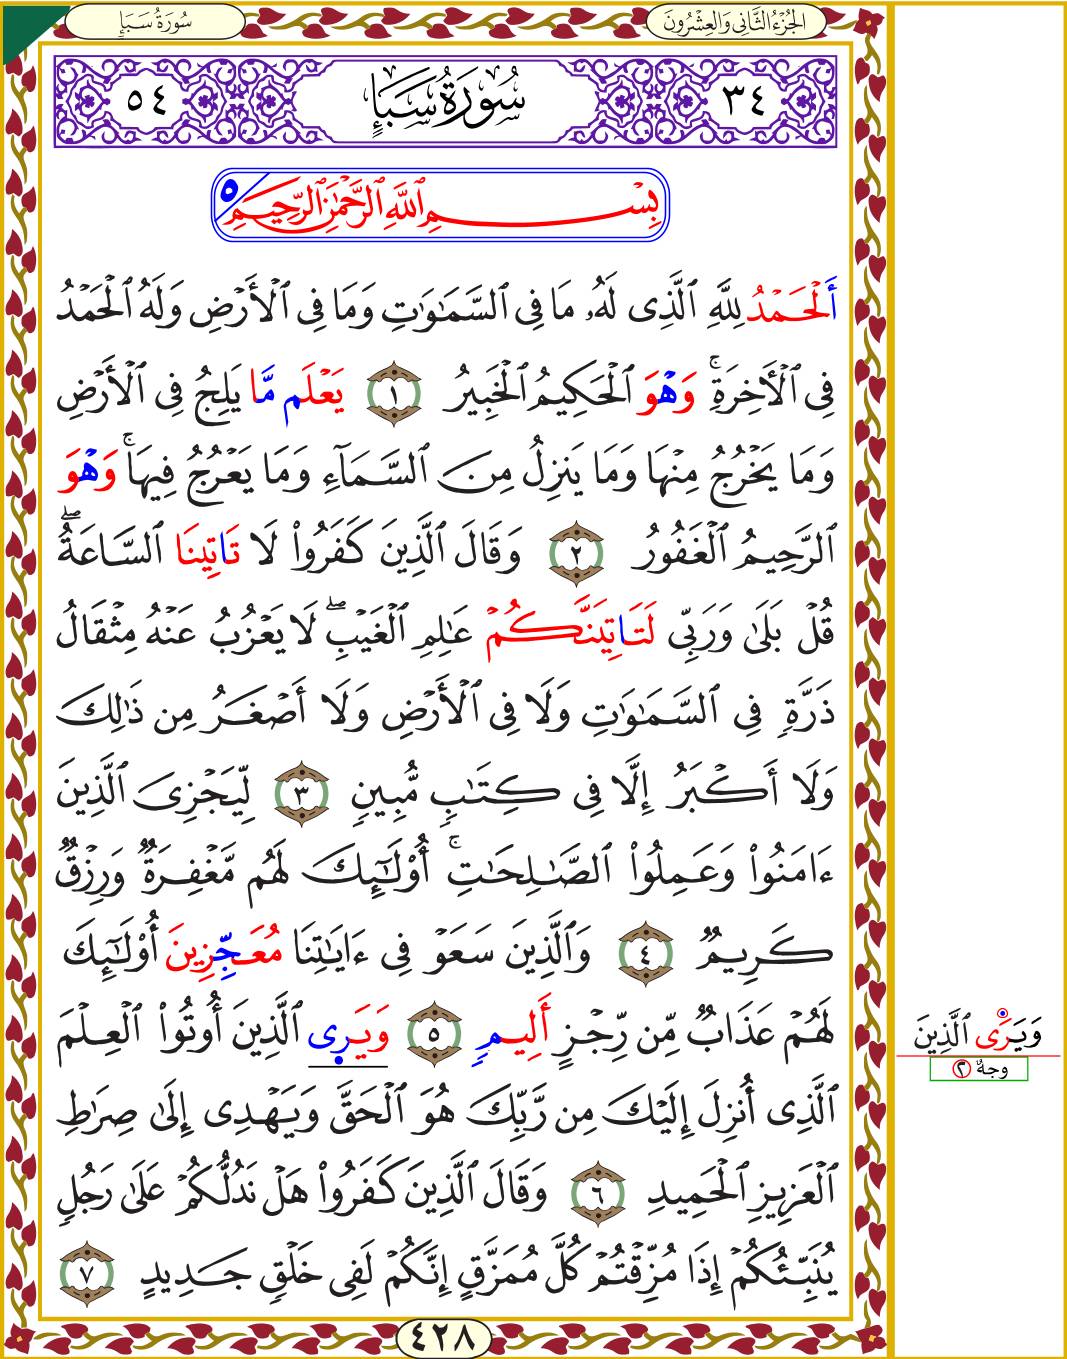 الجُزْءُ الثَّانِي وَالعِشْرُونَ
سُورَةُ سَبَإٍ
٣٤
سُورَةُ سَبَإٍ
٥٤
بِسْمِ ٱللَّهِ ٱلرَّحْمَٰنِ ٱلرَّحِيمِ ٥
أَلْحَمْدُ لِلَّهِ ٱلَّذِى لَهُۥ مَا فِى ٱلسَّمَٰوَٰتِ وَمَا فِى ٱلْأَرْضِ وَلَهُ ٱلْحَمْدُ
فِى ٱلْأَخِرَةِۚ وَهْوَ ٱلْحَكِيمُ ٱلْخَبِيرُ ١ يَعْلَم مَّا يَلِجُ فِى ٱلْأَرْضِ
وَمَا يَخْرُجُ مِنْهَا وَمَا يَنزِلُ مِنَ ٱلسَّمَآءِ وَمَا يَعْرُجُ فِيهَاۚ وَهْوَ
ٱلرَّحِيمُ ٱلْغَفُورُ ٢ وَقَالَ ٱلَّذِينَ كَفَرُوا۟ لَا تَاتِينَا ٱلسَّاعَةُۖ
قُلْ بَلَىٰ وَرَبِّى لَتَاتِيَنَّكُمْ عَٰلِمِ ٱلْغَيْبِۖ لَا يَعْزُبُ عَنْهُ مِثْقَالُ
ذَرَّةٍ فِى ٱلسَّمَٰوَٰتِ وَلَا فِى ٱلْأَرْضِ وَلَا أَصْغَرُ مِن ذَٰلِكَ
وَلَا أَكْبَرُ إِلَّا فِى كِتَٰبٍ مُّبِينٍ ٣ لِّيَجْزِىَ ٱلَّذِينَ
ءَامَنُوا۟ وَعَمِلُوا۟ ٱلصَّٰلِحَٰتِۚ أُو۟لَٰٓئِكَ لَهُم مَّغْفِرَةٌ وَرِزْقٌ
كَرِيمٌ ٤ وَٱلَّذِينَ سَعَوْ فِى ءَايَٰتِنَا مُعَجِّزِينَ أُو۟لَٰٓئِكَ
لَهُمْ عَذَابٌ مِّن رِّجْزٍ أَلِيمٍ ٥ وَيَرَى ٱلَّذِينَ أُوتُوا۟ ٱلْعِلْمَ
وَيَرَى ٱلَّذِينَ
وجهٌ ٢
ٱلَّذِى أُنزِلَ إِلَيْكَ مِن رَّبِّكَ هُوَ ٱلْحَقَّ وَيَهْدِى إِلَىٰ صِرَٰطِ
ٱلْعَزِيزِ ٱلْحَمِيدِ ٦ وَقَالَ ٱلَّذِينَ كَفَرُوا۟ هَلْ نَدُلُّكُمْ عَلَىٰ رَجُلٍ
يُنَبِّئُكُمْ إِذَا مُزِّقْتُمْ كُلَّ مُمَزَّقٍ إِنَّكُمْ لَفِى خَلْقٍ جَدِيدٍ ٧
٤٢٨